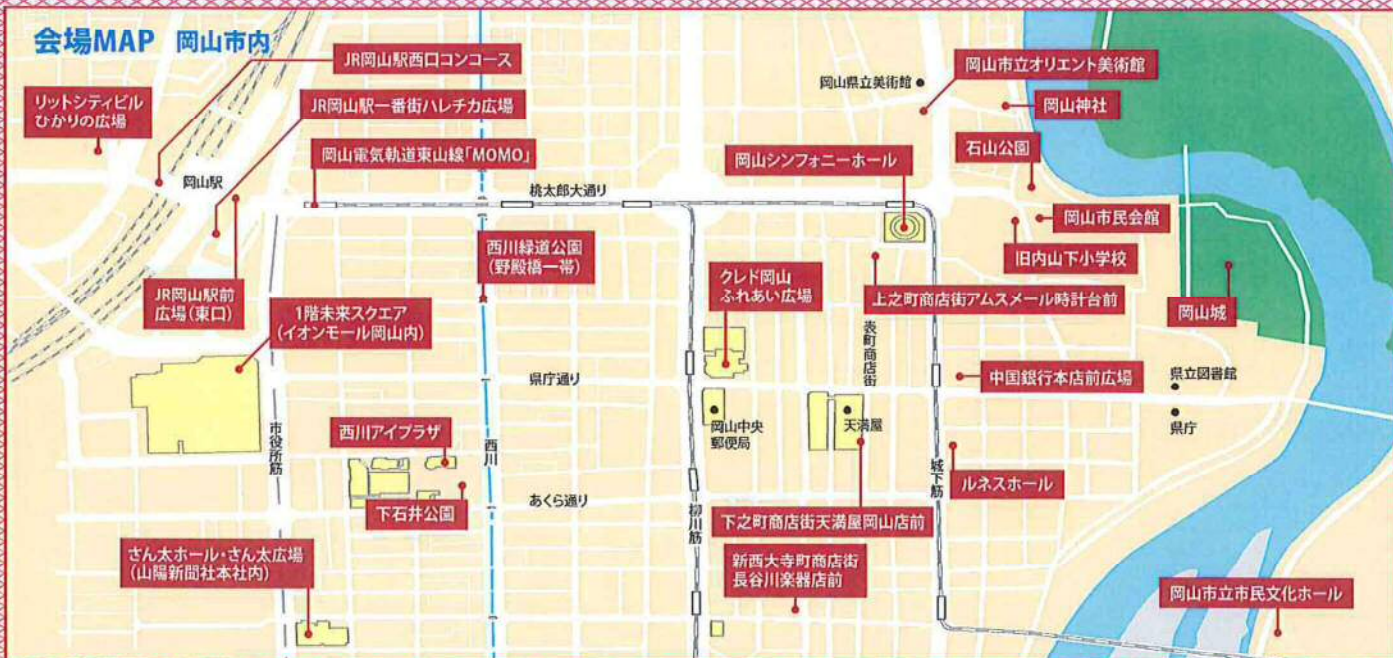 会場MAP 岡山市内
JR岡山駅西口コンコース
リットシティビル
ひかりの広場
JR岡山駅一番街ハレチカ広場
岡山電気軌道東山線「MOMO」
岡山駅
桃太郎大通り
岡山県立美術館
岡山市立オリエント美術館
岡山神社
石山公園
岡山シンフォニーホール
岡山市民会館
旧内山下小学校
西川緑道公園
(野殿橋一帯)
クレド岡山
ふれあい広場
上之町商店街アムスメール時計台前
岡山城
JR岡山駅前
広場(東口)
1階未来スクエア
(イオンモール岡山内)
表町商店街
県庁通り
中国銀行本店前広場
県立図書館
県庁
岡山中央
郵便局
天満屋
市役所筋
西川アイプラザ
西川
城下筋
ルネスホール
下石井公園
あくら通り
柳川筋
下之町商店街天満屋岡山店前
さん太ホール・さん太広場
(山陽新聞社本社内)
新西大寺町商店街
長谷川楽器店前
岡山市立市民文化ホール